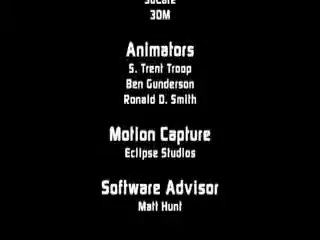 3DM
Animators
S. Trent Troop
Ben Gunderson
Ronald D. Smith
Motion Capture
Eclipse Studios
Software Advisor
Matt Hunt